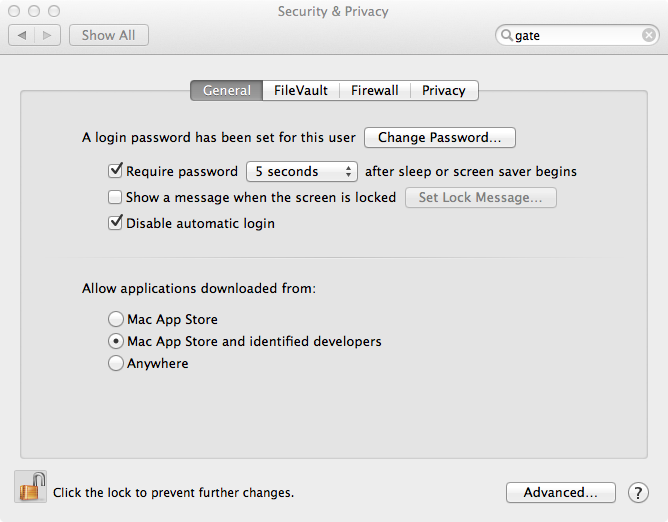 Security & Privacy
Show All
gate
General FileVault Firewall Privacy
A login password has been set for this user Change Password...
Require password 5 seconds after sleep or screen saver begins
Show a message when the screen is locked Set Lock Message...
Disable automatic login
Allow applications downloaded from:
Mac App Store
Mac App Store and identified developers
Anywhere
Click the lock to prevent further changes. Advanced... ?